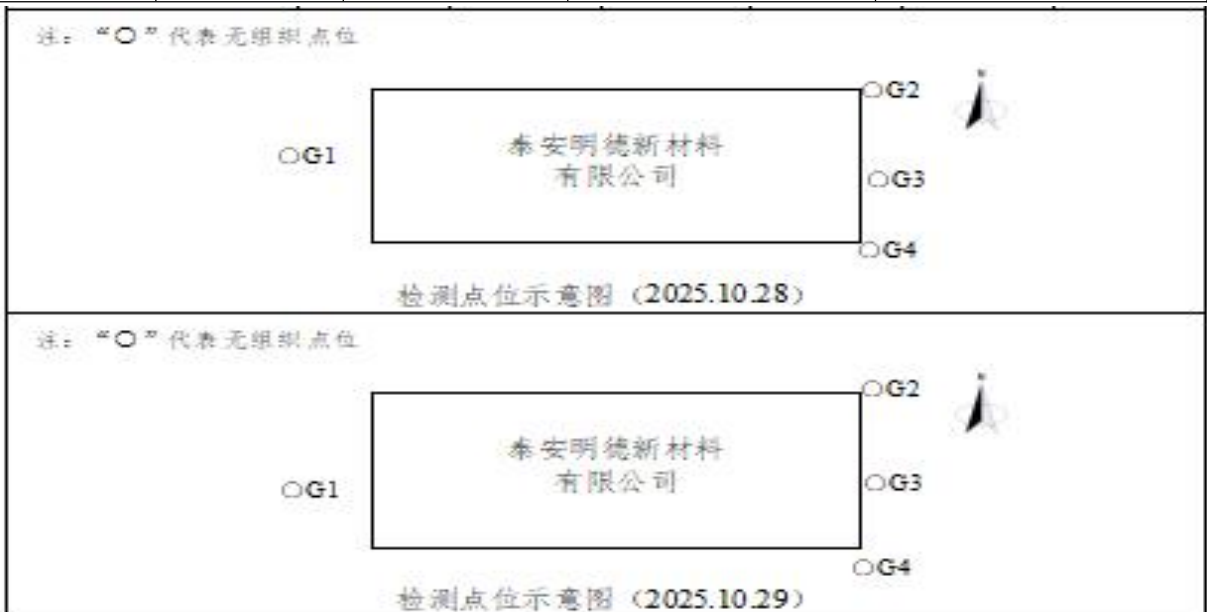 注：“○”代表无组织点位
○G2
○G1
泰安明德新材料
有限公司
○G3
○G4
检测点位示意图（2025.10.28）
注：“○”代表无组织点位
○G2
泰安明德新材料
有限公司
○G1
○G3
○G4
检测点位示意图（2025.10.29）